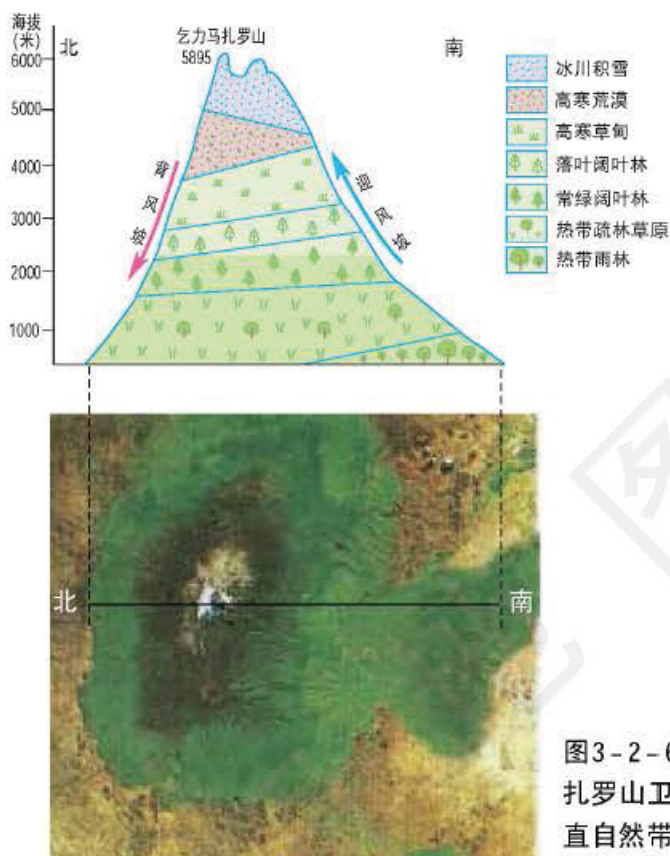 海拔
(米)
北
乞力马扎罗山
5895
南
6000
5000
4000
3000
2000
1000
背风坡
迎风坡
冰川积雪
高寒荒漠
高寒草甸
落叶阔叶林
常绿阔叶林
热带疏林草原
热带雨林
北
南
图3-2-6
扎罗山卫
直自然带